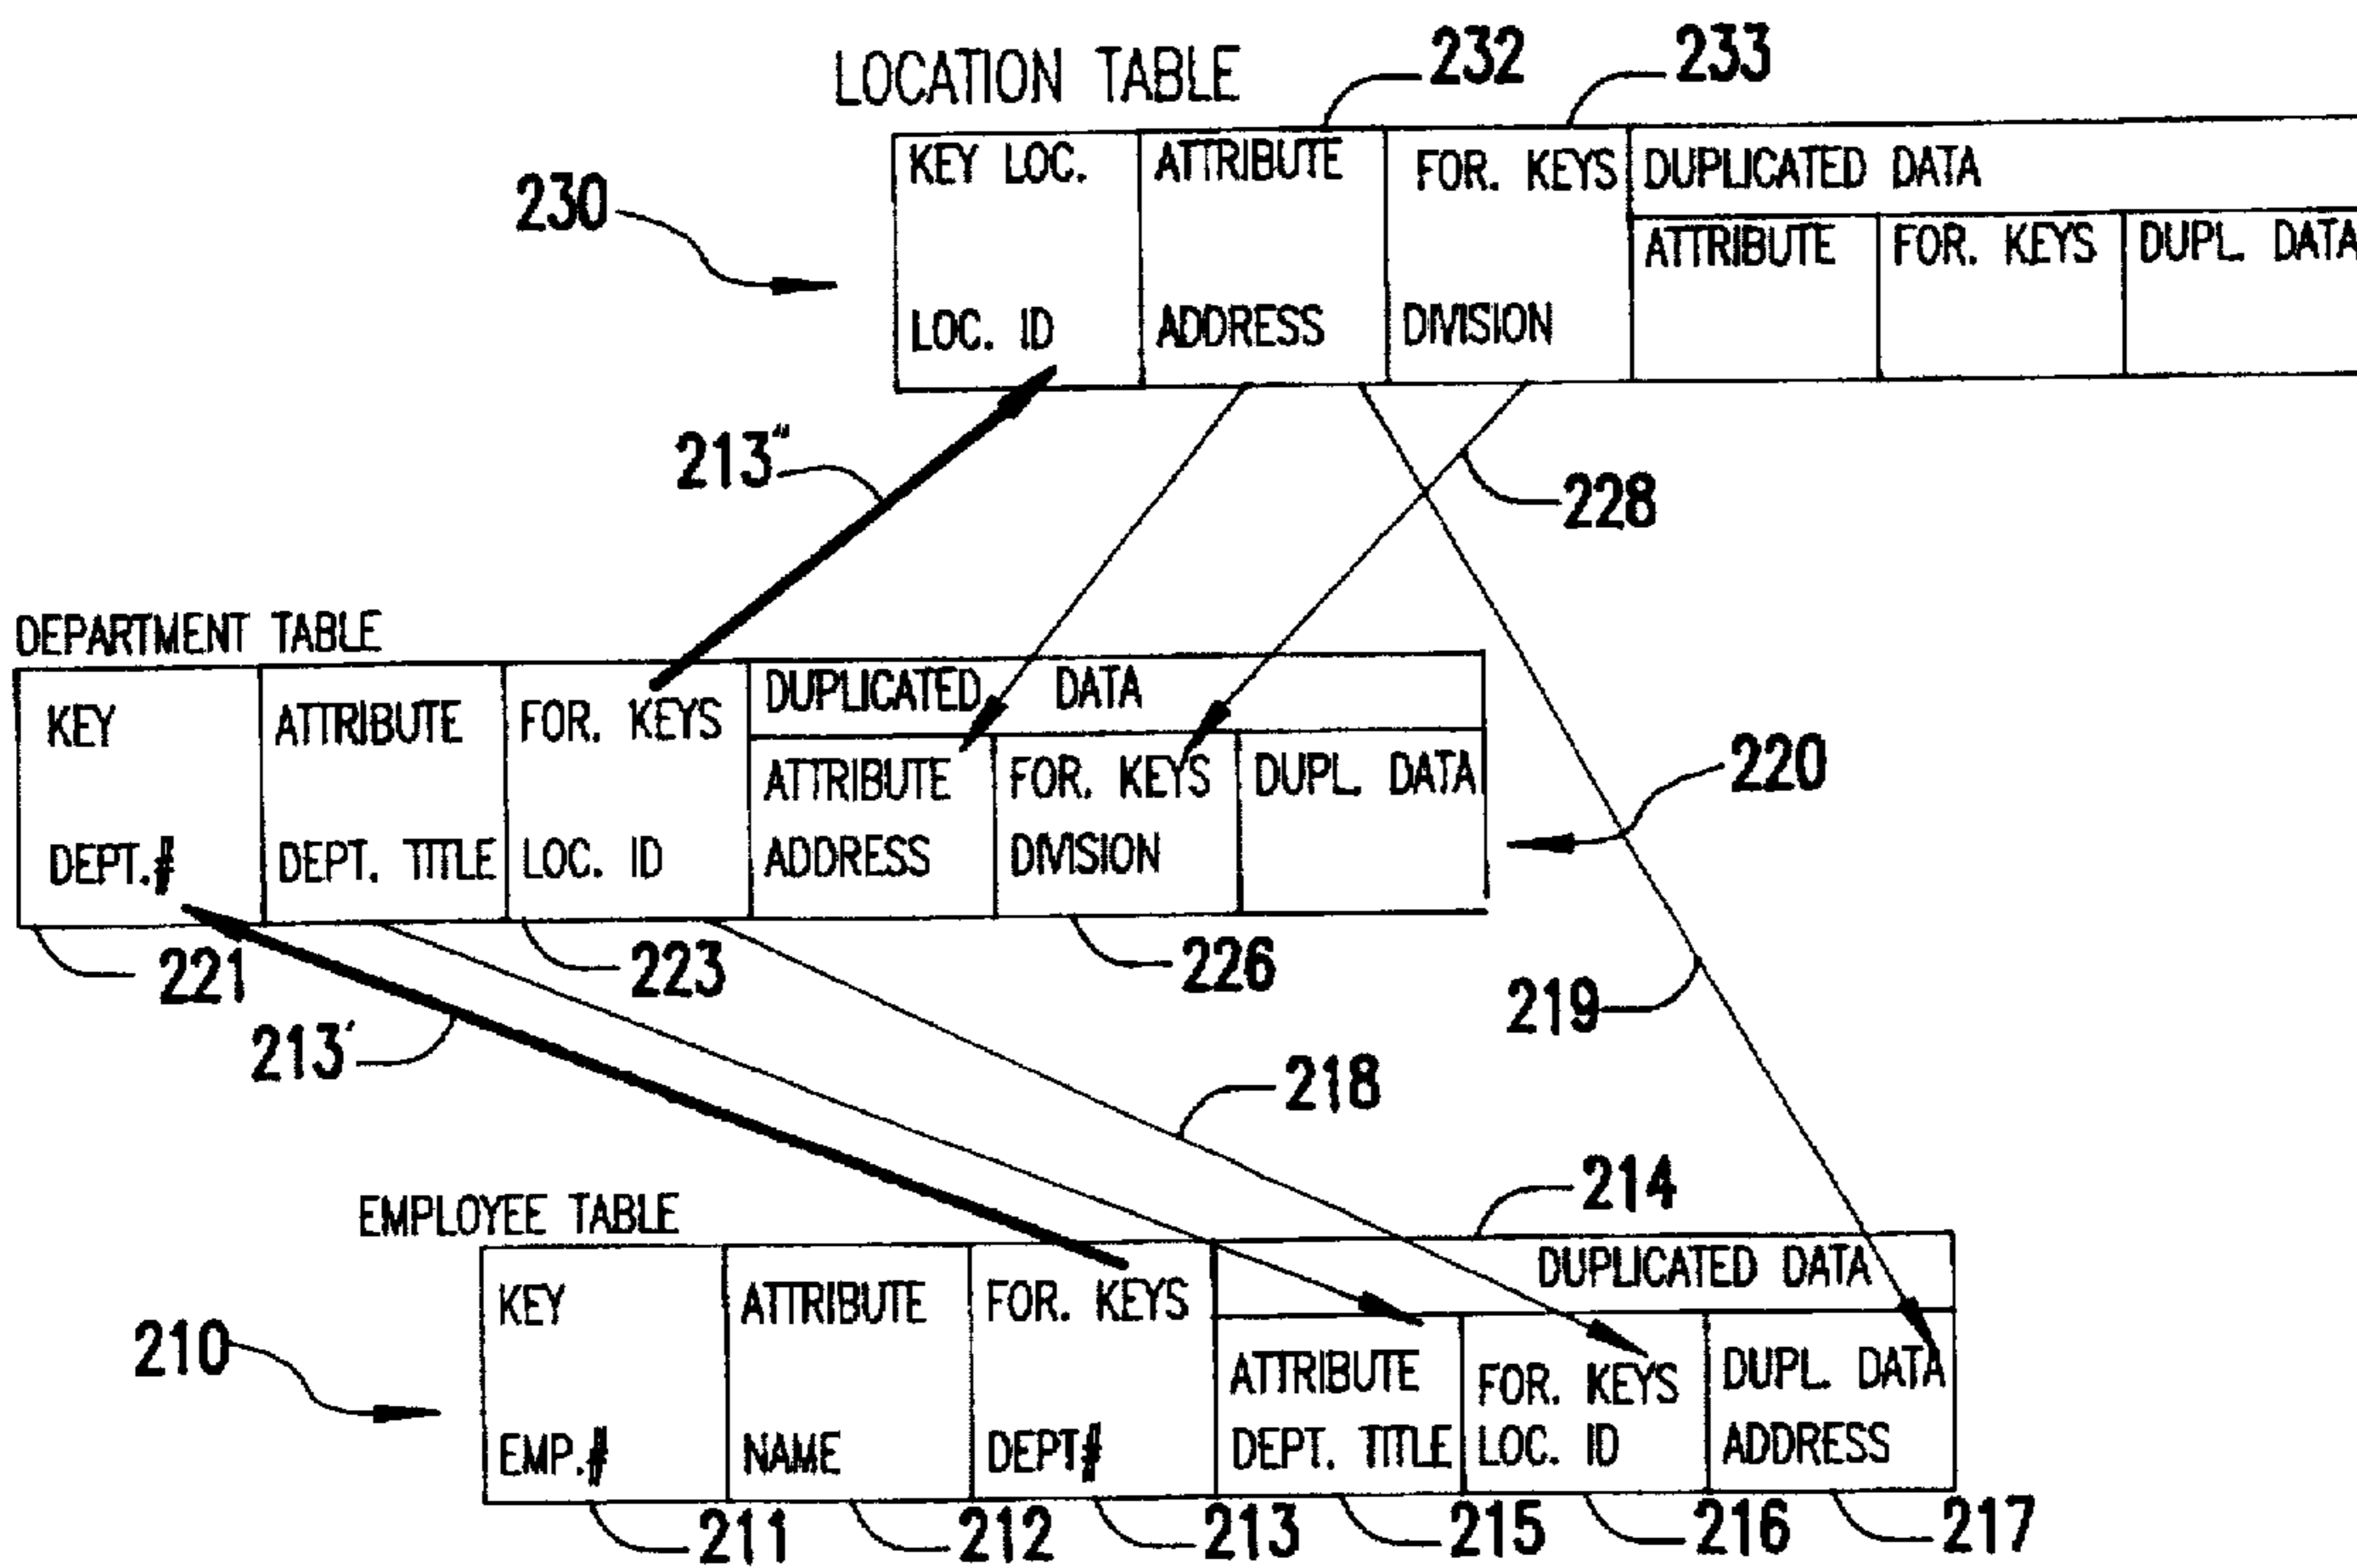 LOCATION TABLE
232
233
230
KEY LOC. ATTRIBUTE FOR. KEYS DUPLICATED DATA
ATTRIBUTE FOR. KEYS DUPL. DATA
LOC. ID ADDRESS DIVISION
213"
228
DEPARTMENT TABLE
KEY ATTRIBUTE FOR. KEYS DUPLICATED DATA
ATTRIBUTE FOR. KEYS DUPL. DATA
DEPT.# DEPT. TITLE LOC. ID ADDRESS DIVISION
220
221
223
226
213'
219
218
214
EMPLOYEE TABLE
210
KEY ATTRIBUTE FOR. KEYS DUPLICATED DATA
ATTRIBUTE FOR. KEYS DUPL. DATA
EMP.# NAME DEPT# DEPT. TITLE LOC. ID ADDRESS
211
212
213
215
216
217